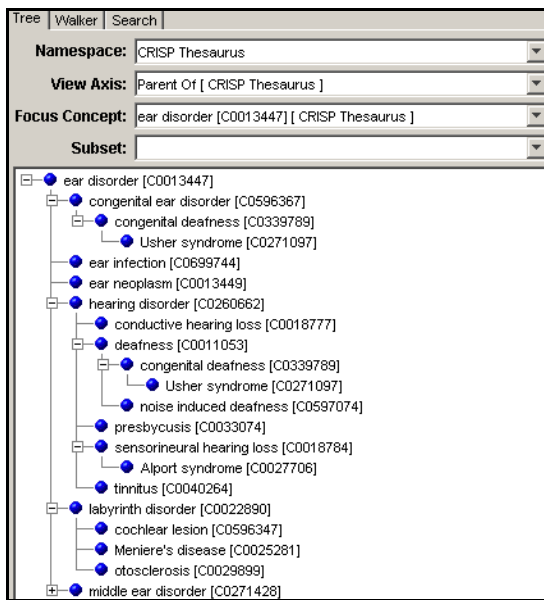 Tree Walker Search
Namespace: CRISP Thesaurus
View Axis: Parent Of [ CRISP Thesaurus ]
Focus Concept: ear disorder [C0013447] [ CRISP Thesaurus ]
Subset:
ear disorder [C0013447]
congenital ear disorder [C0596367]
congenital deafness [C0339789]
Usher syndrome [C0271097]
ear infection [C0699744]
ear neoplasm [C0013449]
hearing disorder [C0260662]
conductive hearing loss [C0018777]
deafness [C0011053]
congenital deafness [C0339789]
Usher syndrome [C0271097]
noise induced deafness [C0597074]
presbycusis [C0033074]
sensorineural hearing loss [C0018784]
Alport syndrome [C0027706]
tinnitus [C0040264]
labyrinth disorder [C0022890]
cochlear lesion [C0596347]
Meniere's disease [C0025281]
otosclerosis [C0029899]
middle ear disorder [C0271428]